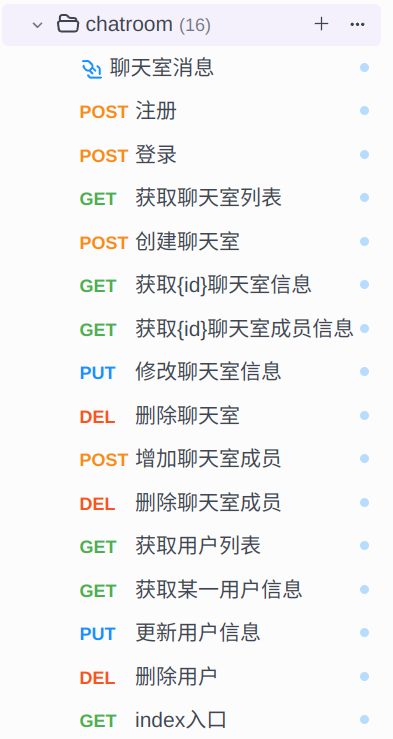 chatroom (16)
聊天室消息
POST 注册
POST 登录
GET 获取聊天室列表
POST 创建聊天室
GET 获取{id}聊天室信息
GET 获取{id}聊天室成员信息
PUT 修改聊天室信息
DEL 删除聊天室
POST 增加聊天室成员
DEL 删除聊天室成员
GET 获取用户列表
GET 获取某一用户信息
PUT 更新用户信息
DEL 删除用户
GET index入口